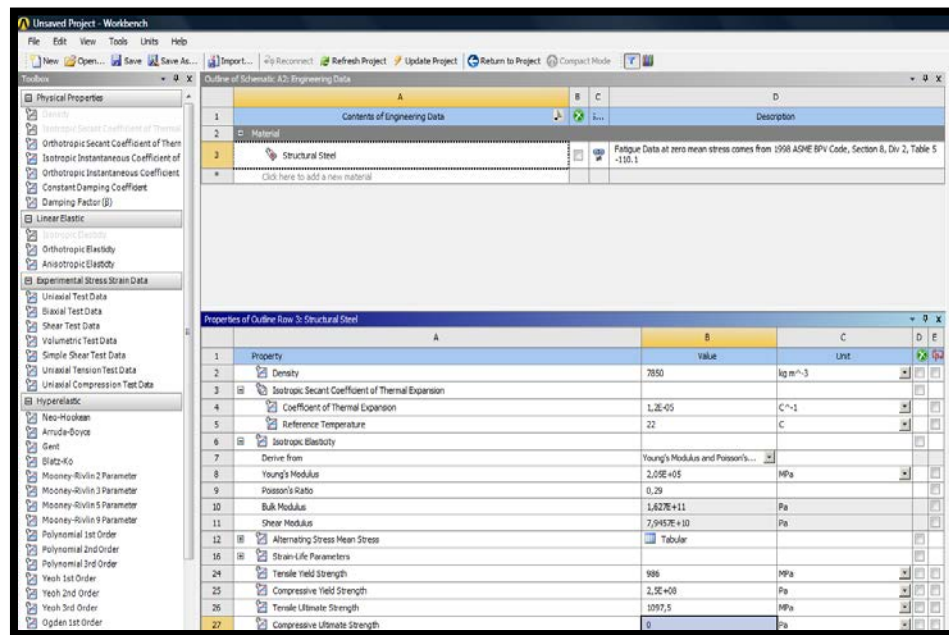 Unsaved Project - Workbench
File Edit View Tools Units Help
New Open... Save Save As... Import... Reconnect Refresh Project Update Project Return to Project Compact Mode
Toolbox
Physical Properties
Density
Isotropic Secant Coefficient of Thermal
Orthotropic Secant Coefficient of Therm
Isotropic Instantaneous Coefficient of
Orthotropic Instantaneous Coefficient
Constant Damping Coefficient
Damping Factor (β)
Linear Elastic
Isotropic Elasticity
Orthotropic Elasticity
Anisotropic Elasticity
Experimental Stress Strain Data
Uniaxial Test Data
Biaxial Test Data
Shear Test Data
Volumetric Test Data
Simple Shear Test Data
Uniaxial Tension Test Data
Uniaxial Compression Test Data
Hyperelastic
Neo-Hookean
Arruda-Boyce
Gent
Blatz-Ko
Mooney-Rivlin 2 Parameter
Mooney-Rivlin 3 Parameter
Mooney-Rivlin 5 Parameter
Mooney-Rivlin 9 Parameter
Polynomial 1st Order
Polynomial 2nd Order
Polynomial 3rd Order
Yeoh 1st Order
Yeoh 2nd Order
Yeoh 3rd Order
Ogden 1st Order
Outline of Schematic A2: Engineering Data
A B C D
1 Contents of Engineering Data Description
2 Material
3 Structural Steel Fatigue Data at zero mean stress comes from 1998 ASME BPV Code, Section 8, Div 2, Table 5
-110.1
* Click here to add a new material
Properties of Outline Row 3: Structural Steel
A B C D E
1 Property Value Unit
2 Density 7850 kg m^-3
3 Isotropic Secant Coefficient of Thermal Expansion
4 Coefficient of Thermal Expansion 1,2E-05 C^-1
5 Reference Temperature 22 C
6 Isotropic Elasticity
7 Derive from Young's Modulus and Poisson's...
8 Young's Modulus 2,05E+05 MPa
9 Poisson's Ratio 0,29
10 Bulk Modulus 1,627E+11 Pa
11 Shear Modulus 7,9457E+10 Pa
12 Alternating Stress Mean Stress Tabular
16 Strain-Life Parameters
24 Tensile Yield Strength 986 MPa
25 Compressive Yield Strength 2,5E+08 Pa
26 Tensile Ultimate Strength 1097,5 MPa
27 Compressive Ultimate Strength 0 Pa